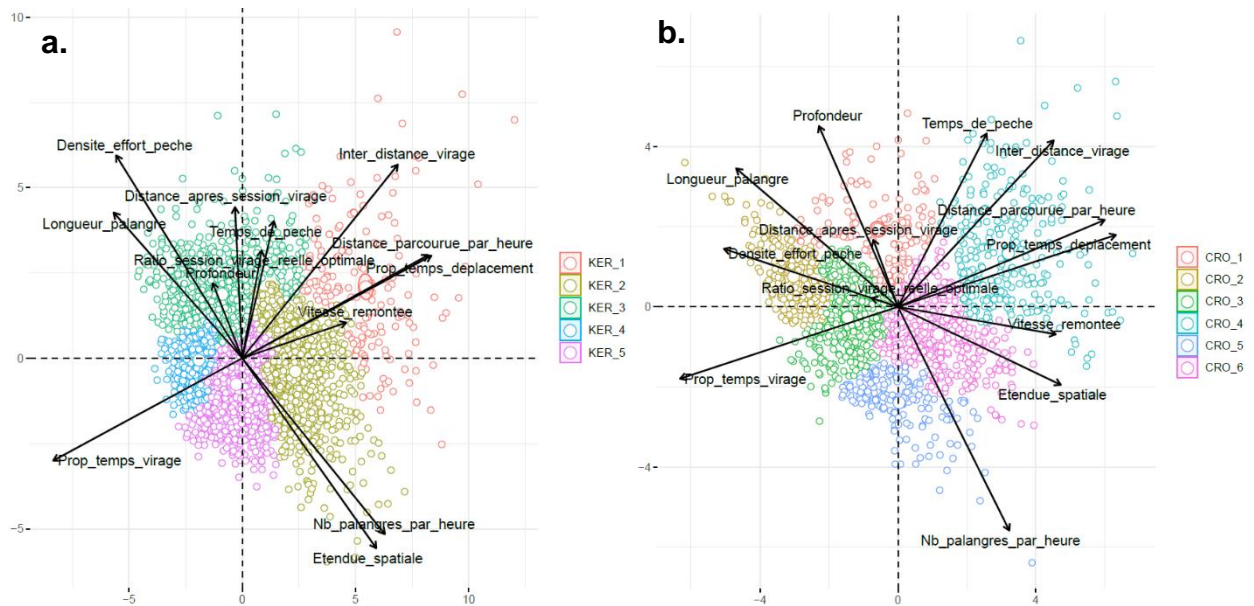 a.
10
5
0
−5
−5
0
5
10
Densite_effort_peche
Inter_distance_virage
Distance_apres_session_virage
Longueur_palangre
Temps_de_peche
Distance_parcourue_par_heure
Ratio_session_virage_reelle_optimale
Prop_temps_deplacement
Profondeur
Vitesse_remontee
Prop_temps_virage
Nb_palangres_par_heure
Etendue_spatiale
KER_1
KER_2
KER_3
KER_4
KER_5
b.
4
0
−4
−4
0
4
Profondeur
Temps_de_peche
Inter_distance_virage
Longueur_palangre
Distance_parcourue_par_heure
Distance_apres_session_virage
Prop_temps_deplacement
Densite_effort_peche
Ratio_session_virage_reelle_optimale
Vitesse_remontee
Prop_temps_virage
Etendue_spatiale
Nb_palangres_par_heure
CRO_1
CRO_2
CRO_3
CRO_4
CRO_5
CRO_6